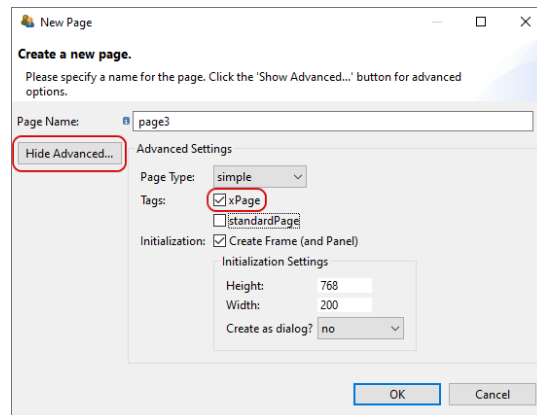 New Page
Create a new page.
Please specify a name for the page. Click the 'Show Advanced...' button for advanced
options.
Page Name: page3
Hide Advanced...
Advanced Settings
Page Type: simple
Tags: xPage
standardPage
Initialization: Create Frame (and Panel)
Initialization Settings
Height: 768
Width: 200
Create as dialog? no
OK Cancel